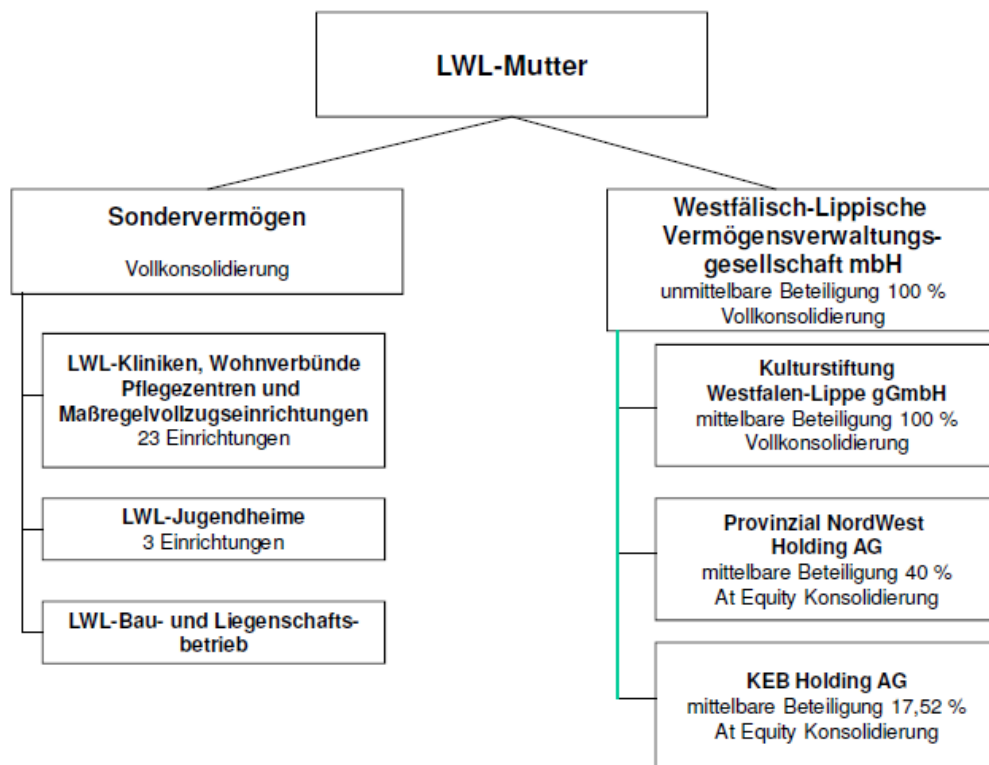 LWL-Mutter
Sondervermögen
Vollkonsolidierung
LWL-Kliniken, Wohnverbünde
Pflegezentren und
Maßregelvollzugseinrichtungen
23 Einrichtungen
LWL-Jugendheime
3 Einrichtungen
LWL-Bau- und Liegenschafts-
betrieb
Westfälisch-Lippische
Vermögensverwaltungs-
gesellschaft mbH
unmittelbare Beteiligung 100 %
Vollkonsolidierung
Kulturstiftung
Westfalen-Lippe gGmbH
mittelbare Beteiligung 100 %
Vollkonsolidierung
Provinzial NordWest
Holding AG
mittelbare Beteiligung 40 %
At Equity Konsolidierung
KEB Holding AG
mittelbare Beteiligung 17,52 %
At Equity Konsolidierung